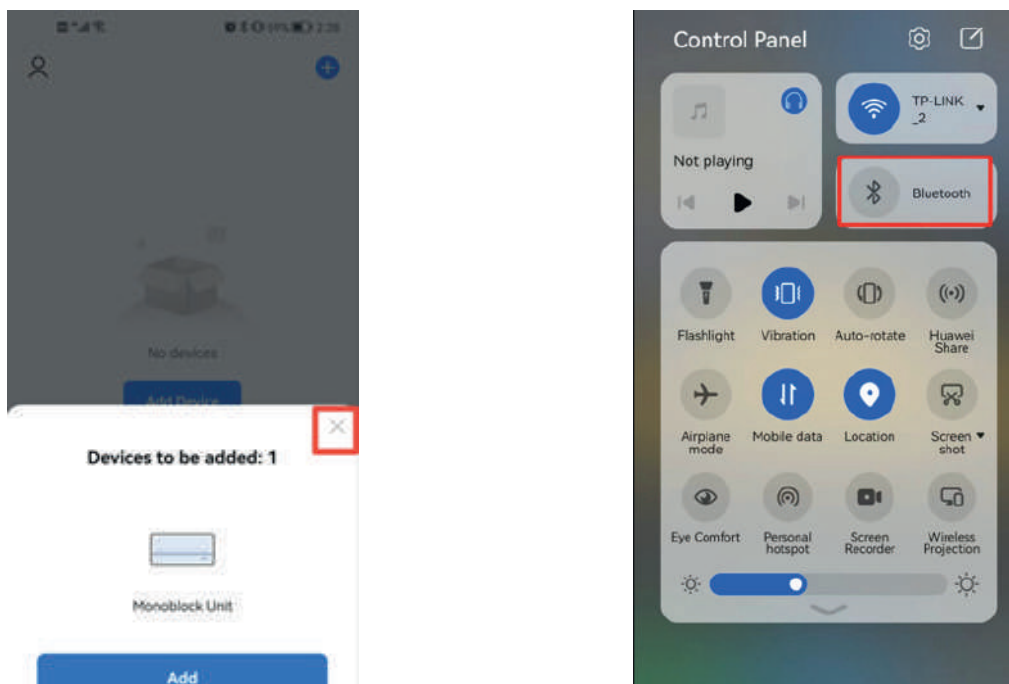 2:28
No devices
Add Device
Devices to be added: 1
Monoblock Unit
Add
Control Panel
TP-LINK
_2
Not playing
Bluetooth
Flashlight
Vibration
Auto-rotate
Huawei
Share
Airplane
mode
Mobile data
Location
Screen
shot
Eye Comfort
Personal
hotspot
Screen
Recorder
Wireless
Projection